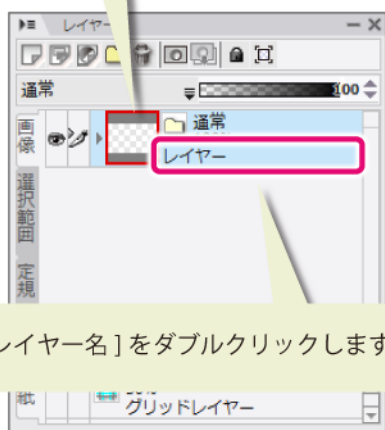 レイヤー
通常
100
画像
通常
レイヤー
選択範囲
定規
レイヤー名 ] をダブルクリックします
紙
グリッドレイヤー